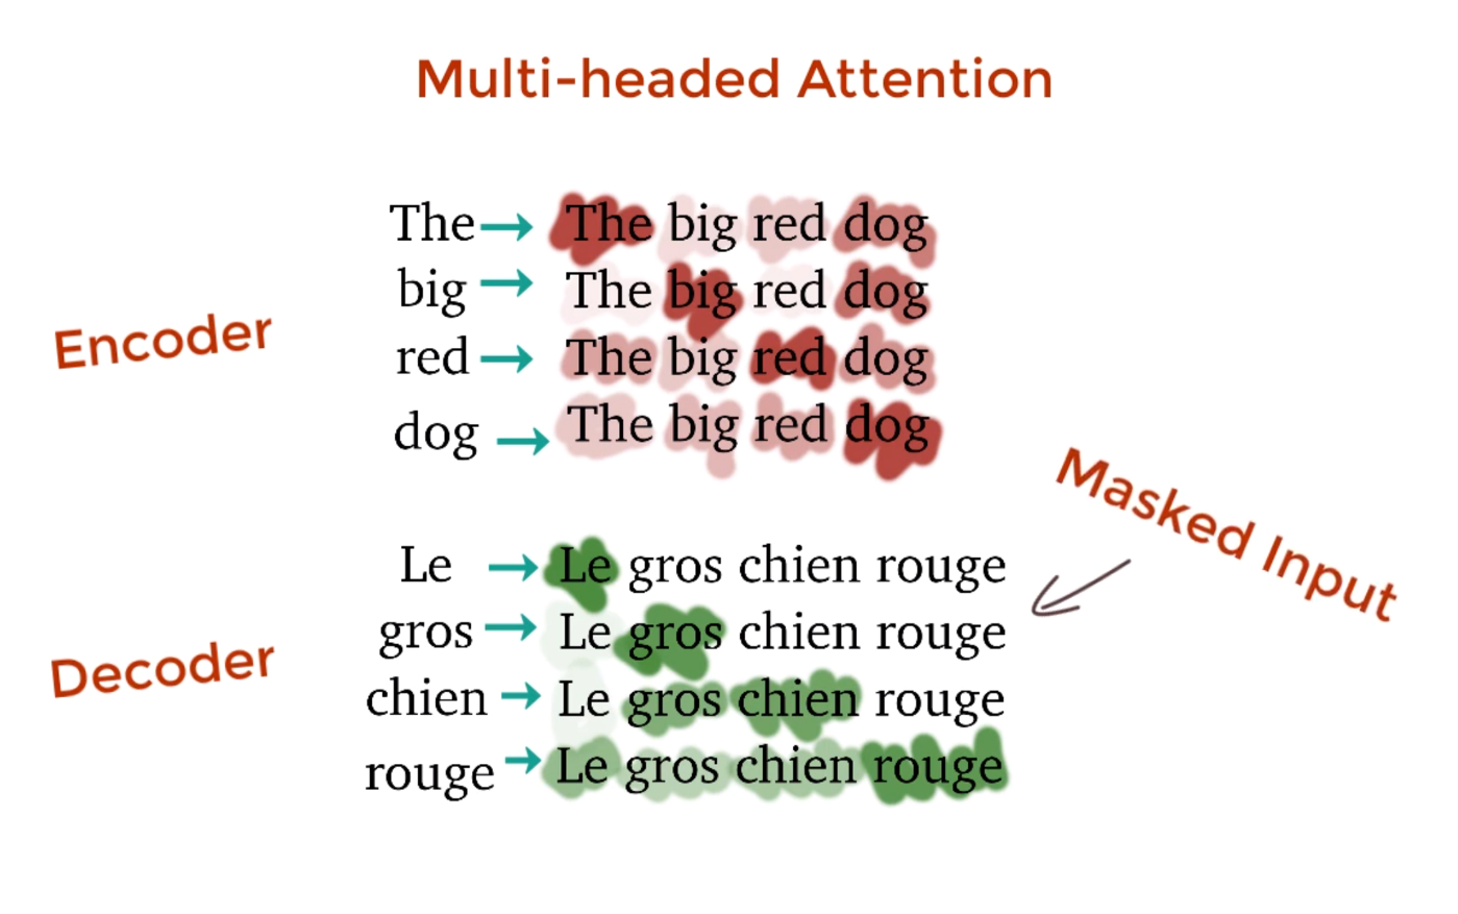 Multi-headed Attention
The → The big red dog
big → The big red dog
Encoder
red → The big red dog
dog → The big red dog
Masked Input
Le → Le gros chien rouge
gros → Le gros chien rouge
Decoder
chien → Le gros chien rouge
rouge → Le gros chien rouge